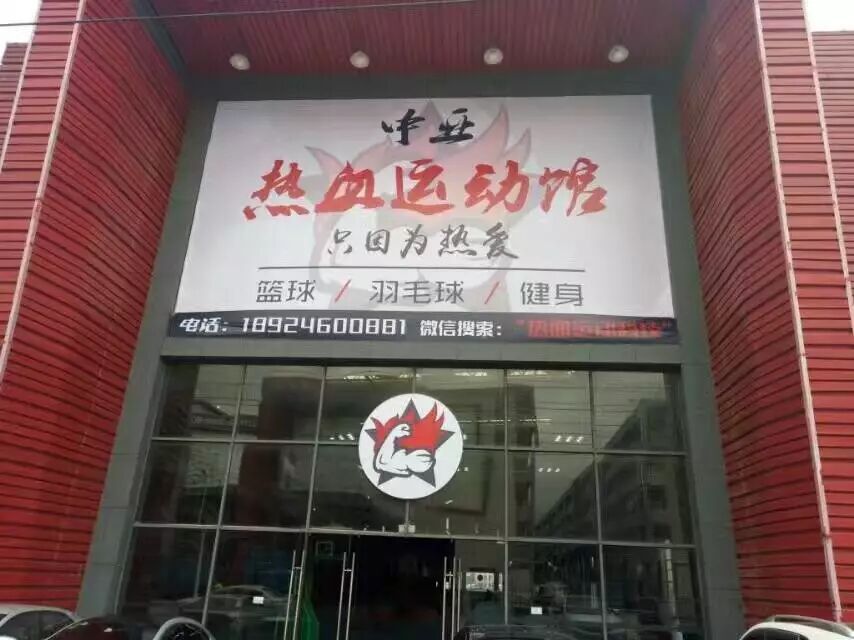 中亚
热血运动馆
只因为热爱
篮球 / 羽毛球 / 健身
电话：18924600881 微信搜索：